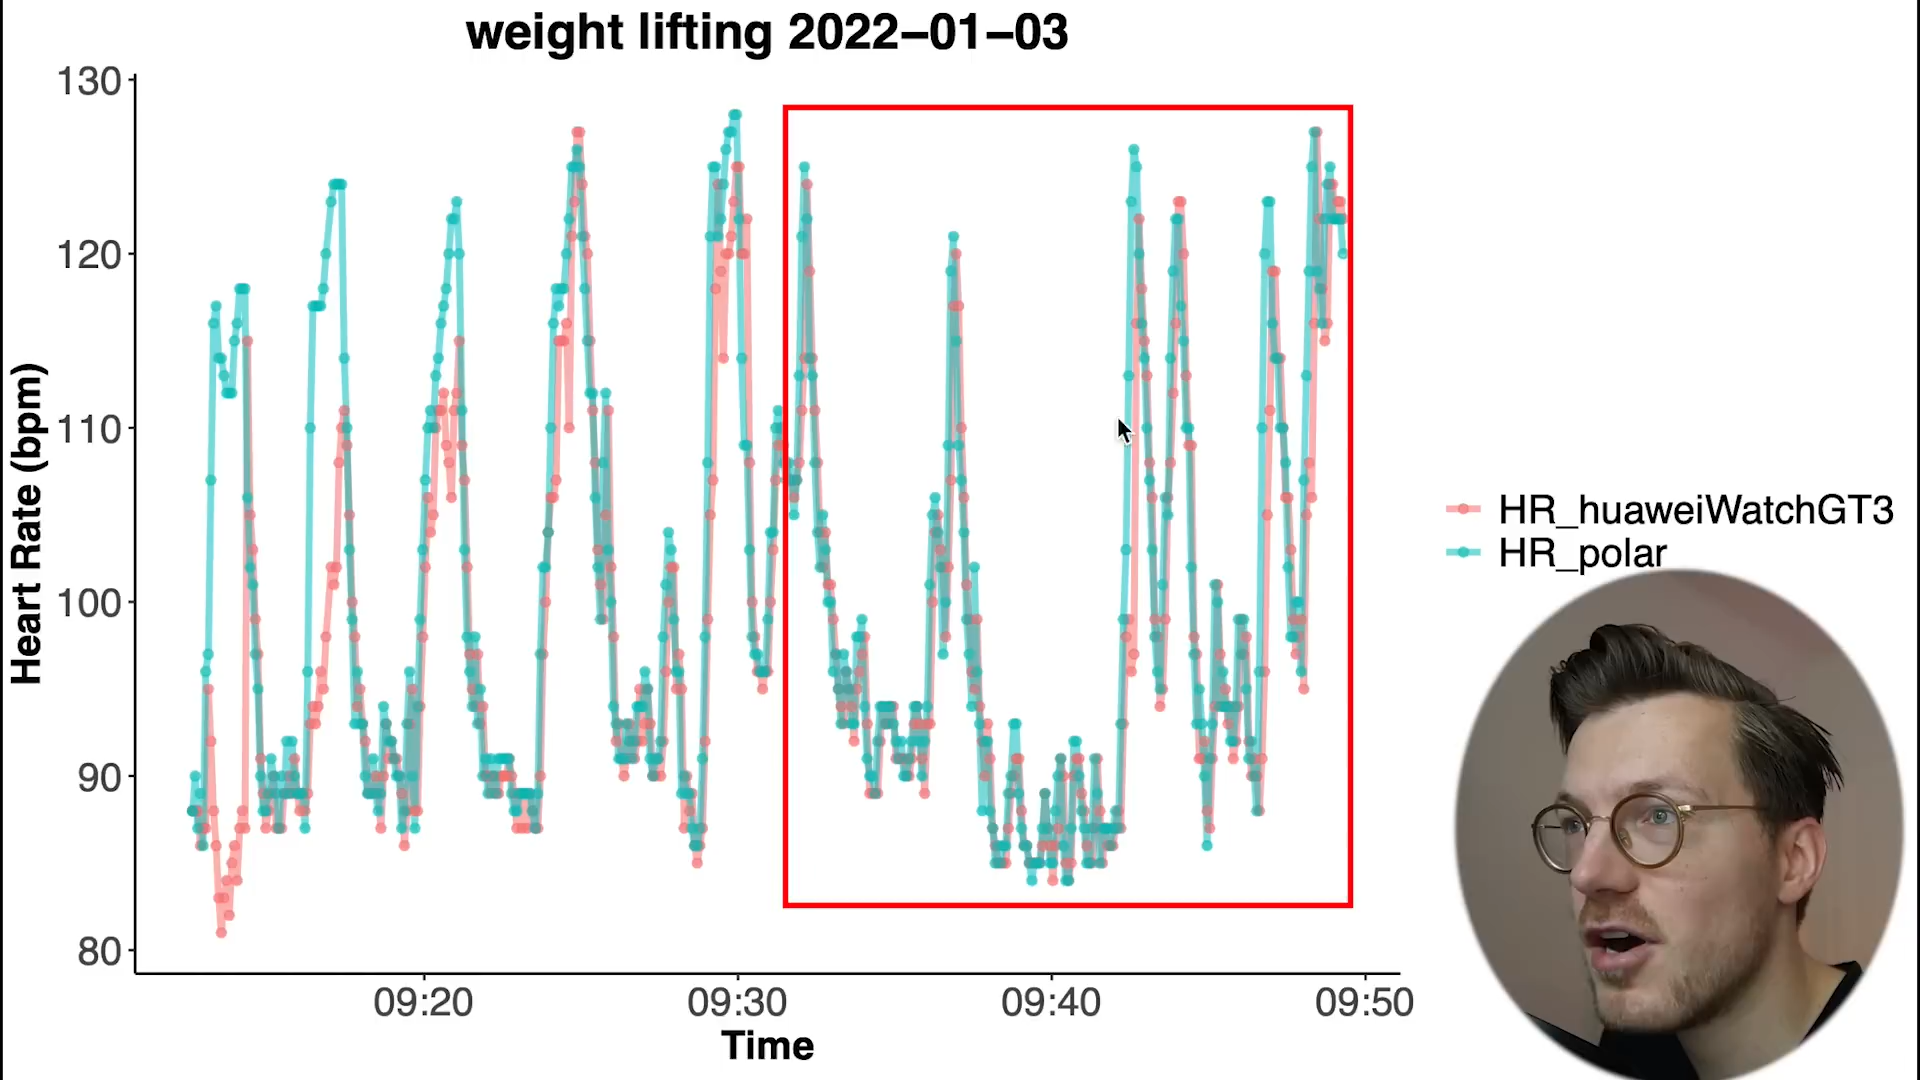 weight lifting 2022–01–03
130
120
110
100
90
80
Heart Rate (bpm)
09:20
09:30
09:40
09:50
Time
HR_huaweiWatchGT3
HR_polar